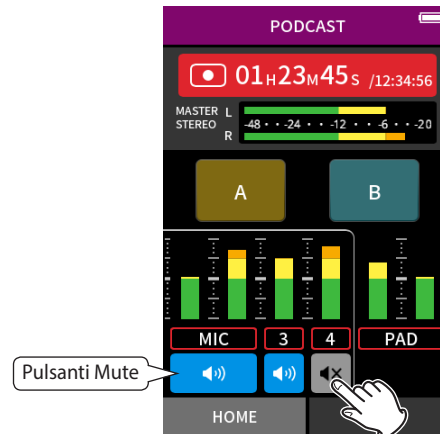 PODCAST
01H23M45S /12:34:56
MASTER L
STEREO -48 · · -24 · · -12 · · -6 · · -20
R
A B
MIC 3 4 PAD
Pulsanti Mute
HOME